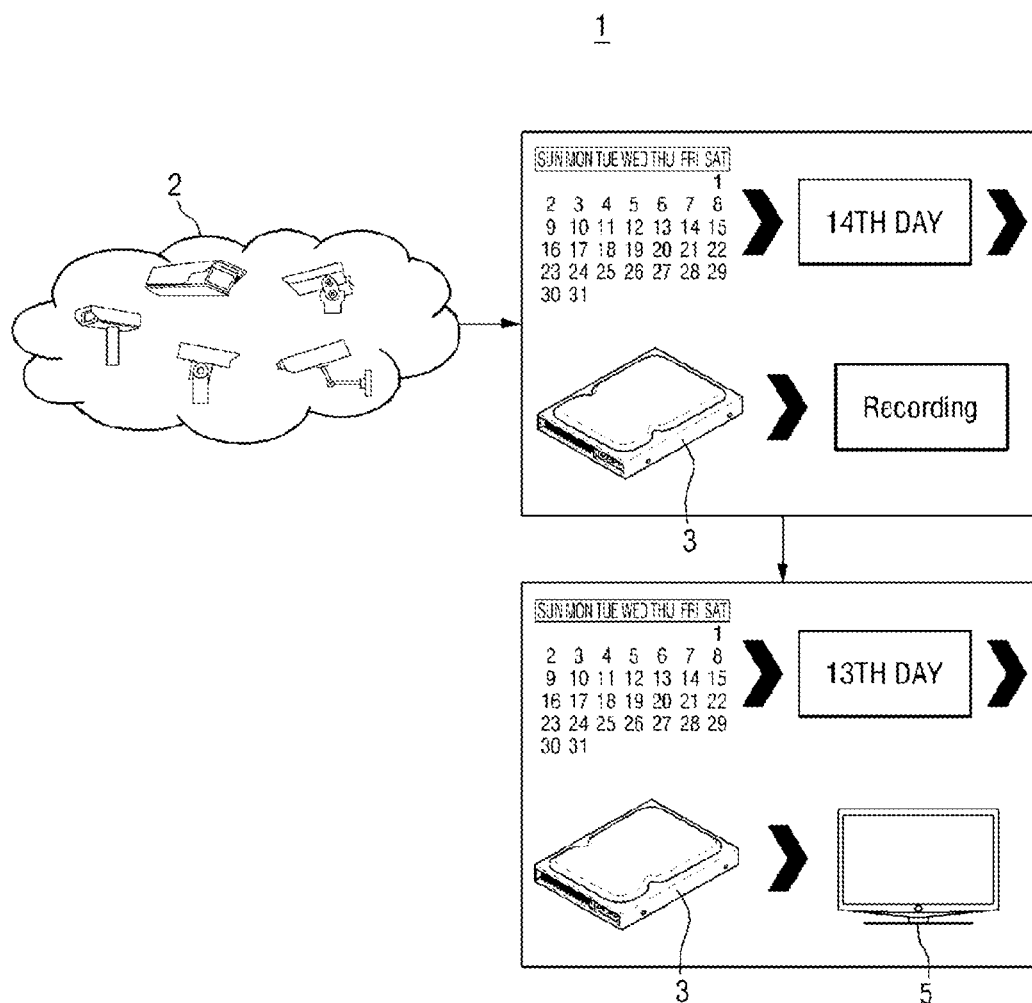 1
2
SUN MON TUE WED THU FRI SAT
1
2 3 4 5 6 7 8
9 10 11 12 13 14 15
16 17 18 19 20 21 22
23 24 25 26 27 28 29
30 31
14TH DAY
Recording
3
SUN MON TUE WED THU FRI SAT
1
2 3 4 5 6 7 8
9 10 11 12 13 14 15
16 17 18 19 20 21 22
23 24 25 26 27 28 29
30 31
13TH DAY
3
5